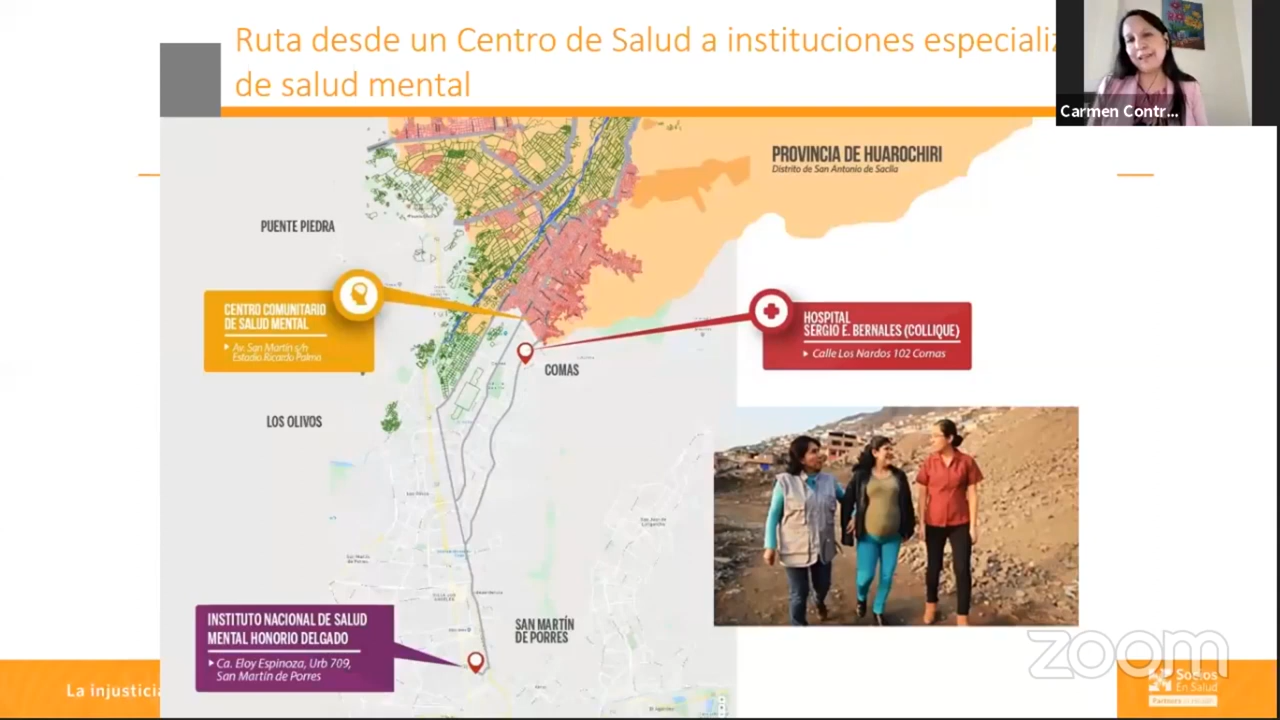 Ruta desde un Centro de Salud a instituciones especializ
de salud mental
Carmen Contr...
PROVINCIA DE HUAROCHIRI
Distrito de San Antonio de Saclla
PUENTE PIEDRA
CENTRO COMUNITARIO
DE SALUD MENTAL
Av. San Martín s/n
Estadio Ricardo Palma
HOSPITAL
SERGIO E. BERNALES (COLLIQUE)
Calle Los Nardos 102 Comas
COMAS
LOS OLIVOS
INSTITUTO NACIONAL DE SALUD
MENTAL HONORIO DELGADO
Ca. Eloy Espinoza, Urb 709,
San Martín de Porres
SAN MARTÍN
DE PORRES
zoom
La injusticia
Socios
En Salud